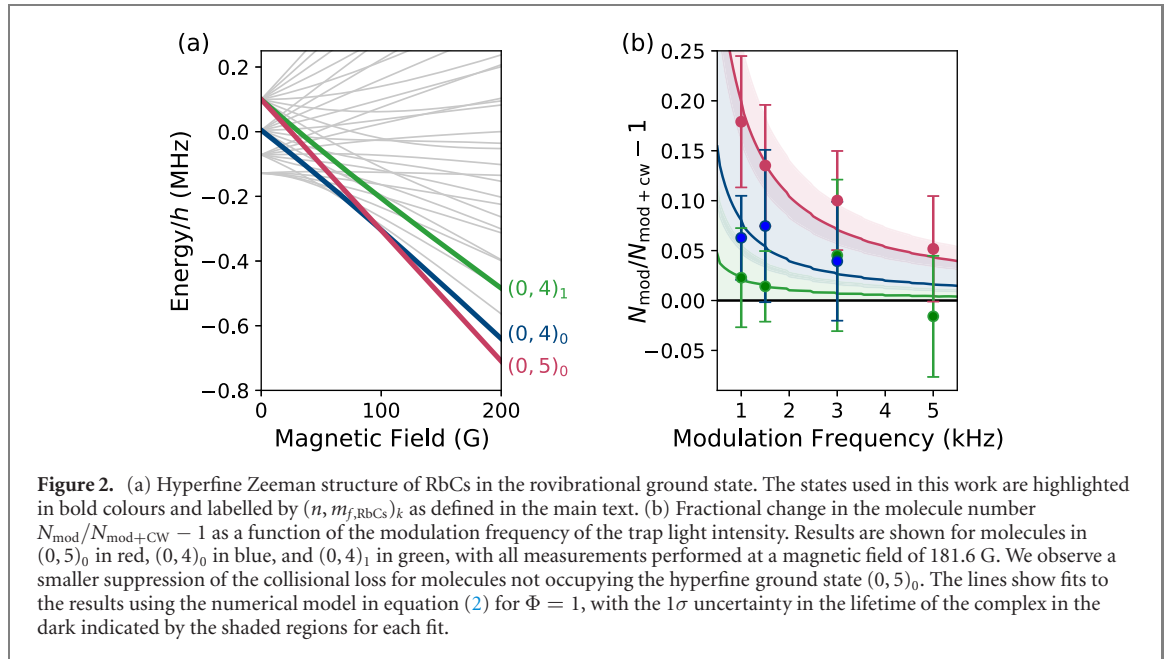 (a)
0.2
0.0
−0.2
−0.4
−0.6
−0.8
Energy/h (MHz)
0
100
200
Magnetic Field (G)
(0, 4)₁
(0, 4)₀
(0, 5)₀
(b)
0.25
0.20
0.15
0.10
0.05
0.00
−0.05
N_mod/N_mod+cw − 1
1
2
3
4
5
Modulation Frequency (kHz)
Figure 2. (a) Hyperfine Zeeman structure of RbCs in the rovibrational ground state. The states used in this work are highlighted
in bold colours and labelled by (n, m_f,RbCs)_k as defined in the main text. (b) Fractional change in the molecule number
N_mod/N_mod+CW − 1 as a function of the modulation frequency of the trap light intensity. Results are shown for molecules in
(0, 5)₀ in red, (0, 4)₀ in blue, and (0, 4)₁ in green, with all measurements performed at a magnetic field of 181.6 G. We observe a
smaller suppression of the collisional loss for molecules not occupying the hyperfine ground state (0, 5)₀. The lines show fits to
the results using the numerical model in equation (2) for Φ = 1, with the 1σ uncertainty in the lifetime of the complex in the
dark indicated by the shaded regions for each fit.